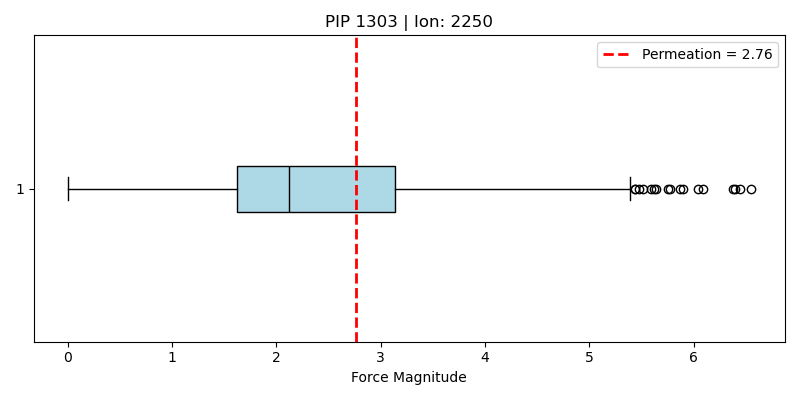 PIP 1303 | Ion: 2250
Permeation = 2.76
1
0 1 2 3 4 5 6
Force Magnitude